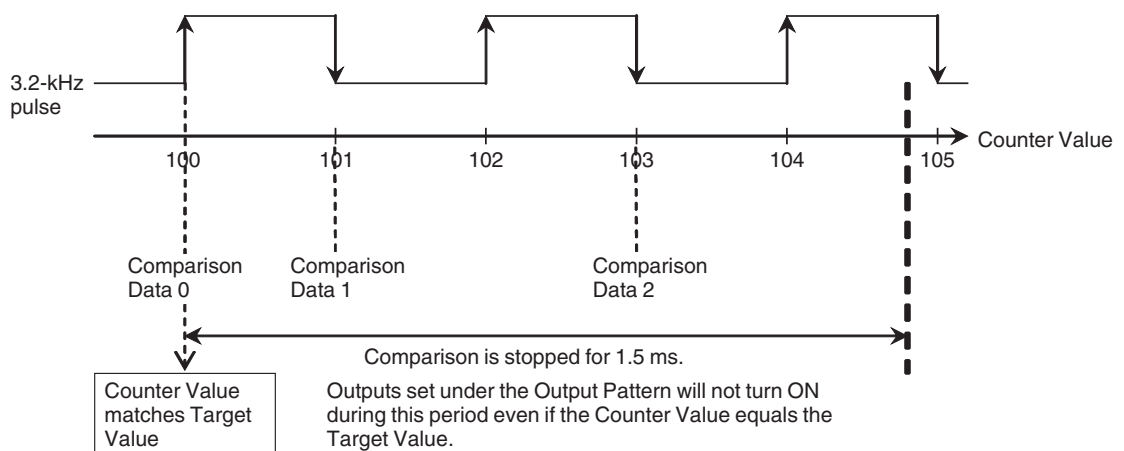 3.2-kHz
pulse
Counter Value
100 101 102 103 104 105
Comparison
Data 0
Comparison
Data 1
Comparison
Data 2
Comparison is stopped for 1.5 ms.
Counter Value
matches Target
Value
Outputs set under the Output Pattern will not turn ON
during this period even if the Counter Value equals the
Target Value.